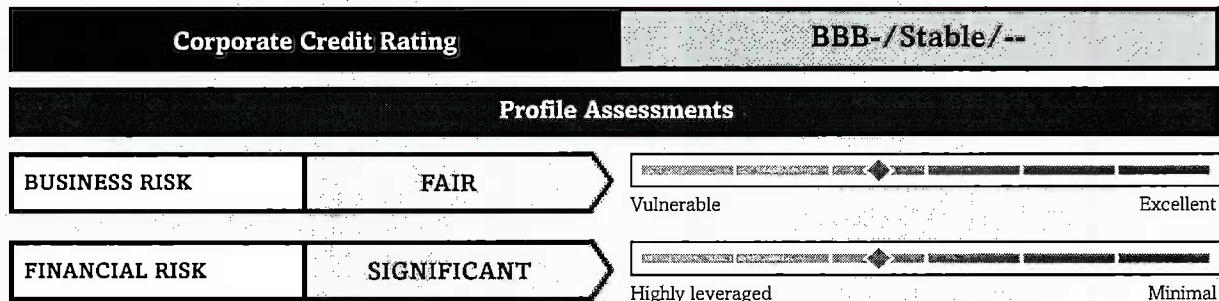 Corporate Credit Rating BBB-/Stable/--
Profile Assessments
BUSINESS RISK FAIR
Vulnerable Excellent
FINANCIAL RISK SIGNIFICANT
Highly leveraged Minimal